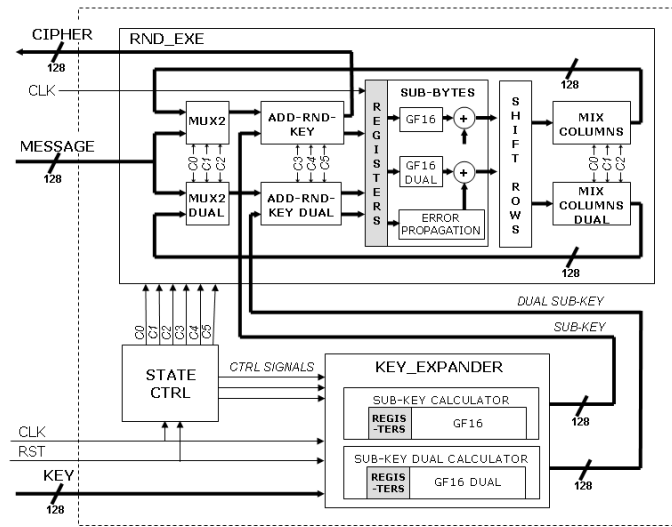 CIPHER
128
RND_EXE
CLK
MESSAGE
128
MUX2
C0 C1 C2
MUX2 DUAL
ADD-RND-KEY
C3 C4 C5
ADD-RND-KEY DUAL
REGISTERS
SUB-BYTES
GF16
+
GF16 DUAL
+
ERROR PROPAGATION
SHIFT ROWS
128
MIX COLUMNS
C0 C1 C2
MIX COLUMNS DUAL
128
C0 C1 C2 C3 C4 C5
DUAL SUB-KEY
SUB-KEY
STATE CTRL
CTRL SIGNALS
KEY_EXPANDER
SUB-KEY CALCULATOR
REGIS-TERS
GF16
128
SUB-KEY DUAL CALCULATOR
REGIS-TERS
GF16 DUAL
128
CLK
RST
KEY
128